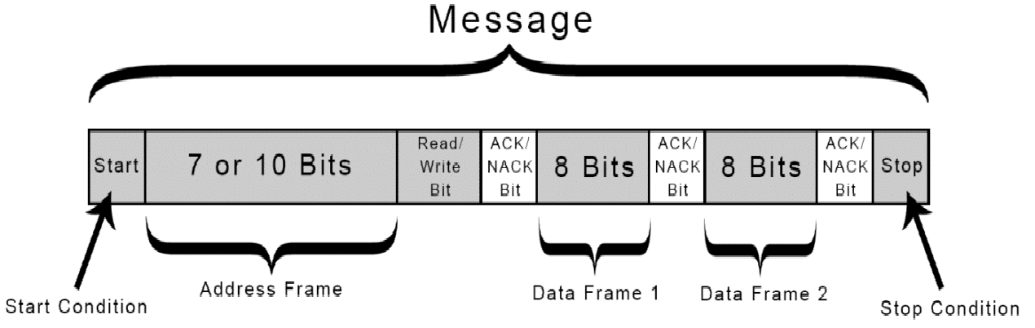 Message
Start
7 or 10 Bits
Read/
Write
Bit
ACK/
NACK
Bit
8 Bits
ACK/
NACK
Bit
8 Bits
ACK/
NACK
Bit
Stop
Address Frame
Data Frame 1
Data Frame 2
Start Condition
Stop Condition